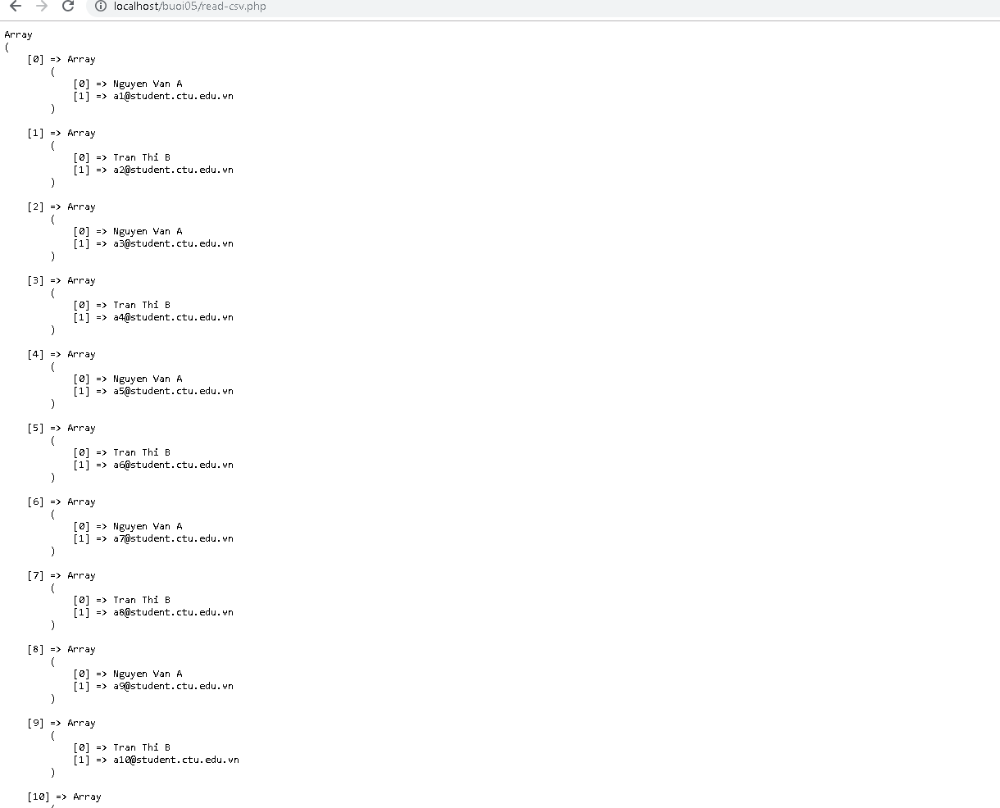 localhost/buoi05/read-csv.php
Array
(
[0] => Array
(
[0] => Nguyen Van A
[1] => a1@student.ctu.edu.vn
)
[1] => Array
(
[0] => Tran Thi B
[1] => a2@student.ctu.edu.vn
)
[2] => Array
(
[0] => Nguyen Van A
[1] => a3@student.ctu.edu.vn
)
[3] => Array
(
[0] => Tran Thi B
[1] => a4@student.ctu.edu.vn
)
[4] => Array
(
[0] => Nguyen Van A
[1] => a5@student.ctu.edu.vn
)
[5] => Array
(
[0] => Tran Thi B
[1] => a6@student.ctu.edu.vn
)
[6] => Array
(
[0] => Nguyen Van A
[1] => a7@student.ctu.edu.vn
)
[7] => Array
(
[0] => Tran Thi B
[1] => a8@student.ctu.edu.vn
)
[8] => Array
(
[0] => Nguyen Van A
[1] => a9@student.ctu.edu.vn
)
[9] => Array
(
[0] => Tran Thi B
[1] => a10@student.ctu.edu.vn
)
[10] => Array
(